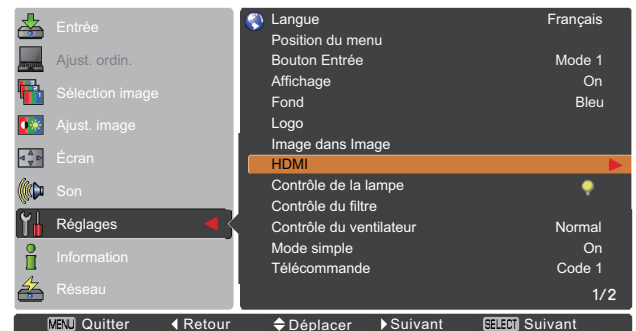 Entrée
Ajust. ordin.
Sélection image
Ajust. image
Écran
Son
Réglages
Information
Réseau
Langue Français
Position du menu
Bouton Entrée Mode 1
Affichage On
Fond Bleu
Logo
Image dans Image
HDMI
Contrôle de la lampe
Contrôle du filtre
Contrôle du ventilateur Normal
Mode simple On
Télécommande Code 1
1/2
MENU Quitter Retour Déplacer Suivant SELECT Suivant